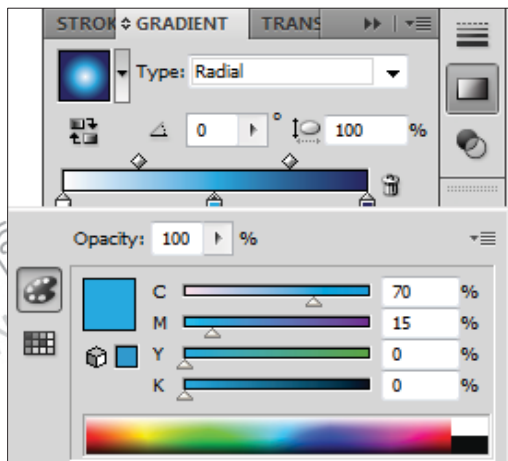 STROK GRADIENT TRANS
Type: Radial
0 ° 100 %
Opacity: 100 %
C 70 %
M 15 %
Y 0 %
K 0 %